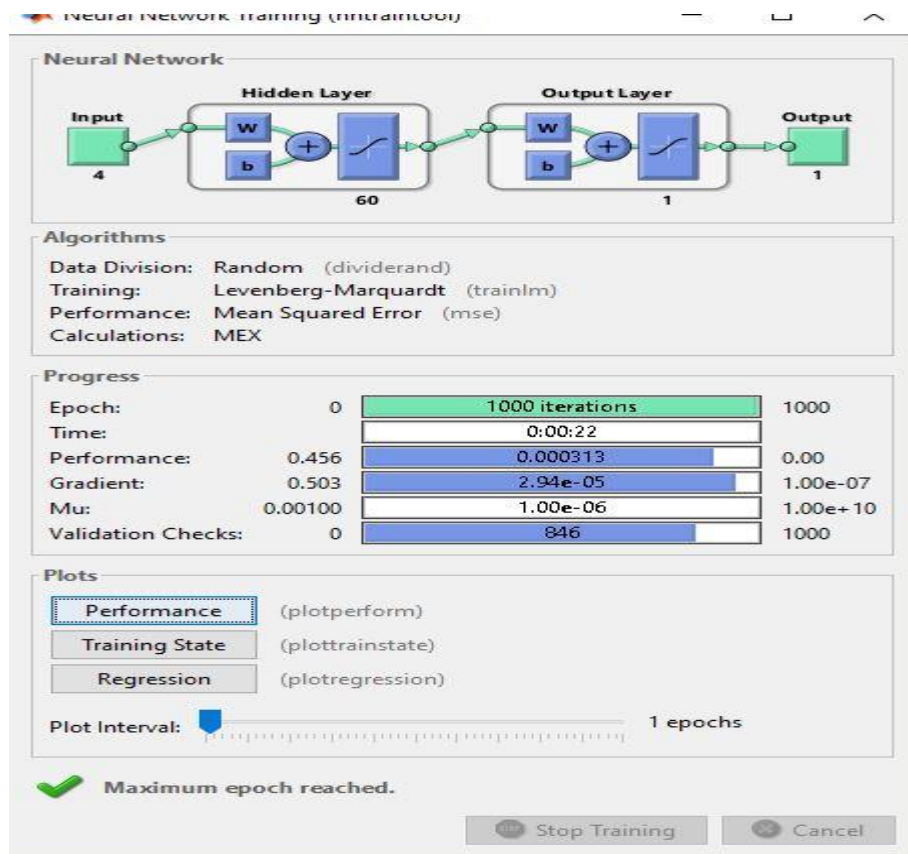 Neural Network Training (nntraintool)
Neural Network
Hidden Layer
Output Layer
Input
Output
W
b
+
W
b
+
4
60
1
1
Algorithms
Data Division: Random (dividerand)
Training: Levenberg-Marquardt (trainlm)
Performance: Mean Squared Error (mse)
Calculations: MEX
Progress
Epoch: 0 1000 iterations 1000
Time: 0:00:22
Performance: 0.456 0.000313 0.00
Gradient: 0.503 2.94e-05 1.00e-07
Mu: 0.00100 1.00e-06 1.00e+10
Validation Checks: 0 846 1000
Plots
Performance (plotperform)
Training State (plottrainstate)
Regression (plotregression)
Plot Interval: 1 epochs
Maximum epoch reached.
Stop Training Cancel